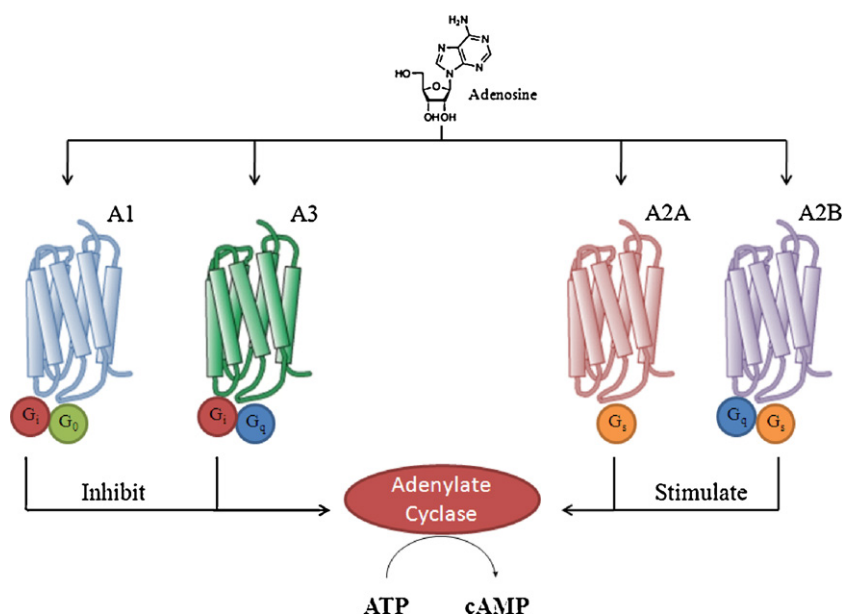 NH₂
N
N
N
N
HO
O
OHOH
Adenosine
A1
A3
A2A
A2B
Gi
G0
Gi
Gq
Gs
Gq
Gs
Inhibit
Adenylate
Cyclase
Stimulate
ATP
cAMP